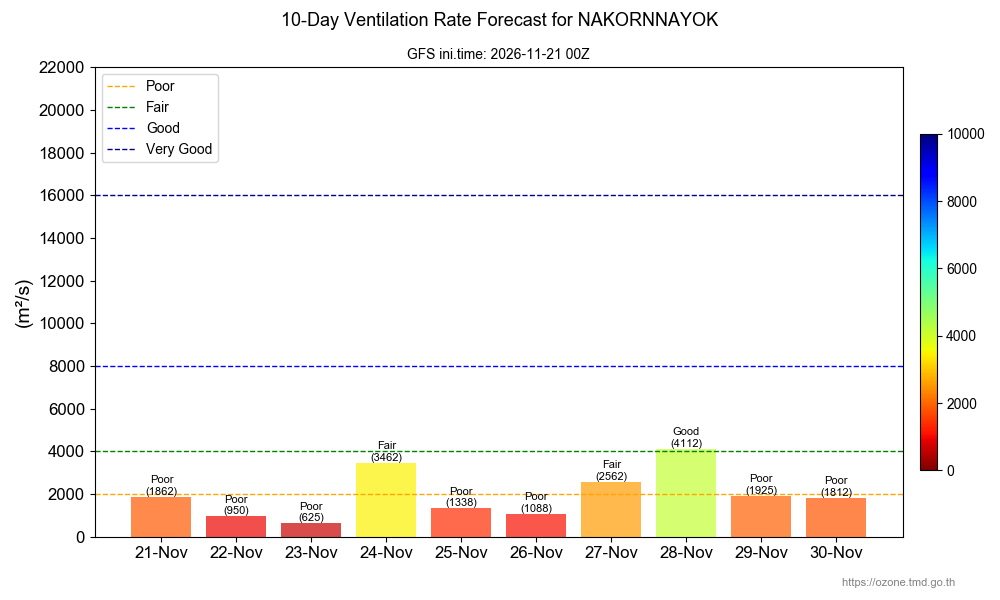 10-Day Ventilation Rate Forecast for NAKORNNAYOK
GFS ini.time: 2026-11-21 00Z
22000
20000
18000
16000
14000
12000
10000
8000
6000
4000
2000
0
(m²/s)
Poor
Fair
Good
Very Good
Poor
(1862)
Poor
(950)
Poor
(625)
Fair
(3462)
Poor
(1338)
Poor
(1088)
Fair
(2562)
Good
(4112)
Poor
(1925)
Poor
(1812)
21-Nov 22-Nov 23-Nov 24-Nov 25-Nov 26-Nov 27-Nov 28-Nov 29-Nov 30-Nov
10000
8000
6000
4000
2000
0
https://ozone.tmd.go.th